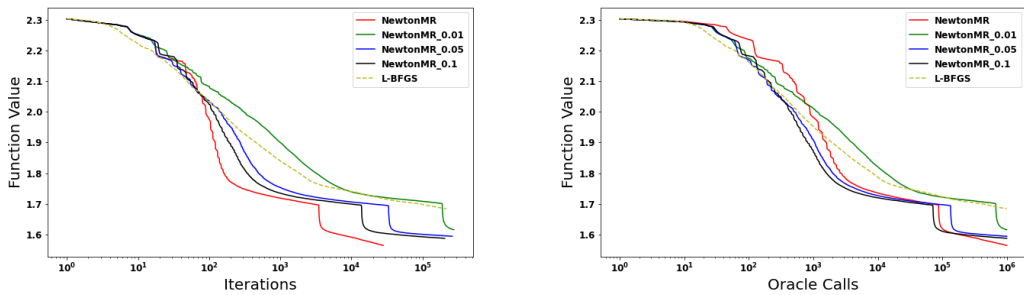 Function Value
2.3
2.2
2.1
2.0
1.9
1.8
1.7
1.6
10^0
10^1
10^2
10^3
10^4
10^5
Iterations
NewtonMR
NewtonMR_0.01
NewtonMR_0.05
NewtonMR_0.1
L-BFGS
Function Value
2.3
2.2
2.1
2.0
1.9
1.8
1.7
1.6
10^0
10^1
10^2
10^3
10^4
10^5
10^6
Oracle Calls
NewtonMR
NewtonMR_0.01
NewtonMR_0.05
NewtonMR_0.1
L-BFGS